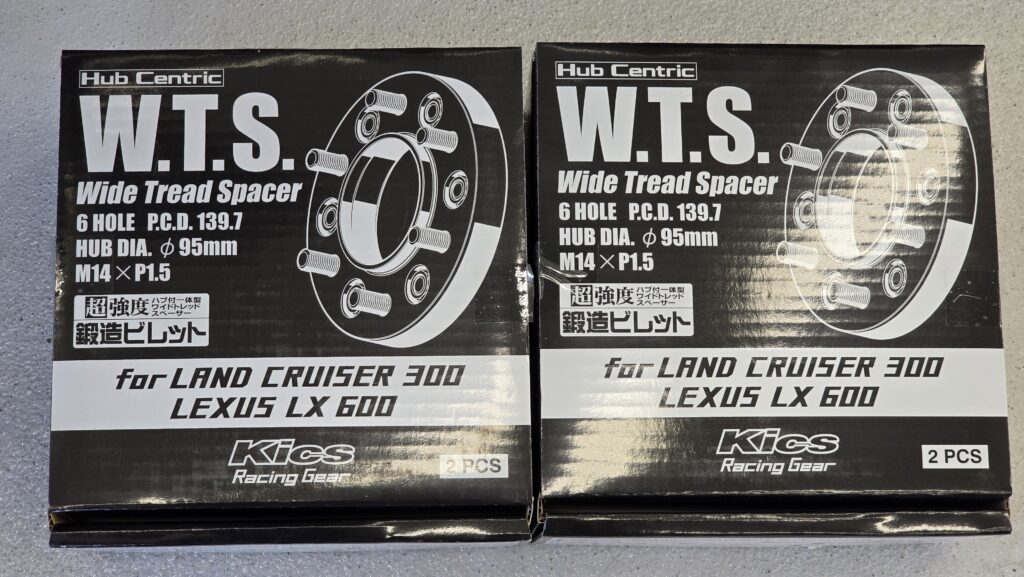 Hub Centric
W.T.S.
Wide Tread Spacer
6 HOLE P.C.D. 139.7
HUB DIA. φ 95mm
M14×P1.5
超強度 ハブ付一体型
ワイドトレッド
スペーサー
鍛造ビレット
for LAND CRUISER 300
LEXUS LX 600
Kics
Racing Gear
2 PCS
Hub Centric
W.T.S.
Wide Tread Spacer
6 HOLE P.C.D. 139.7
HUB DIA. φ 95mm
M14×P1.5
超強度 ハブ付一体型
ワイドトレッド
スペーサー
鍛造ビレット
for LAND CRUISER 300
LEXUS LX 600
Kics
Racing Gear
2 PCS